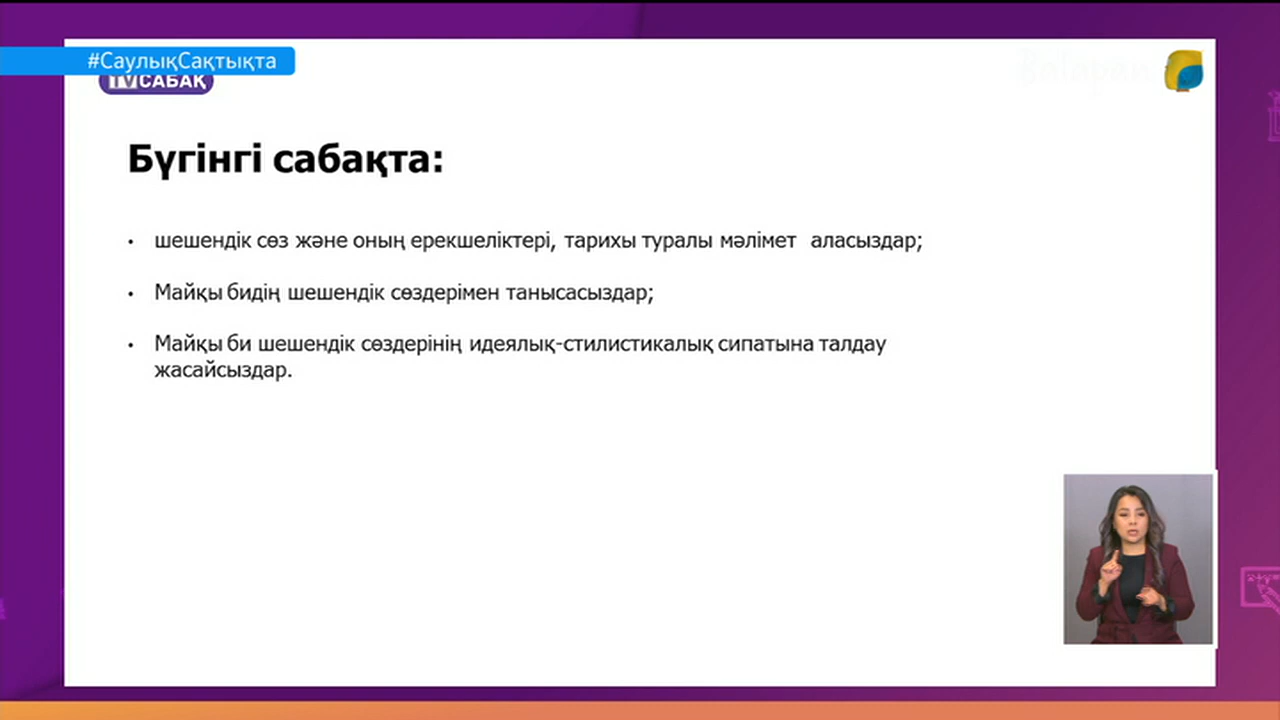 #СаулықСақтықта
TVСАБАҚ
Balapan
Бүгінгі сабақта:
• шешендік сөз және оның ерекшеліктері, тарихы туралы мәлімет аласыздар;
• Майқы бидің шешендік сөздерімен танысасыздар;
• Майқы би шешендік сөздерінің идеялық-стилистикалық сипатына талдау
жасайсыздар.